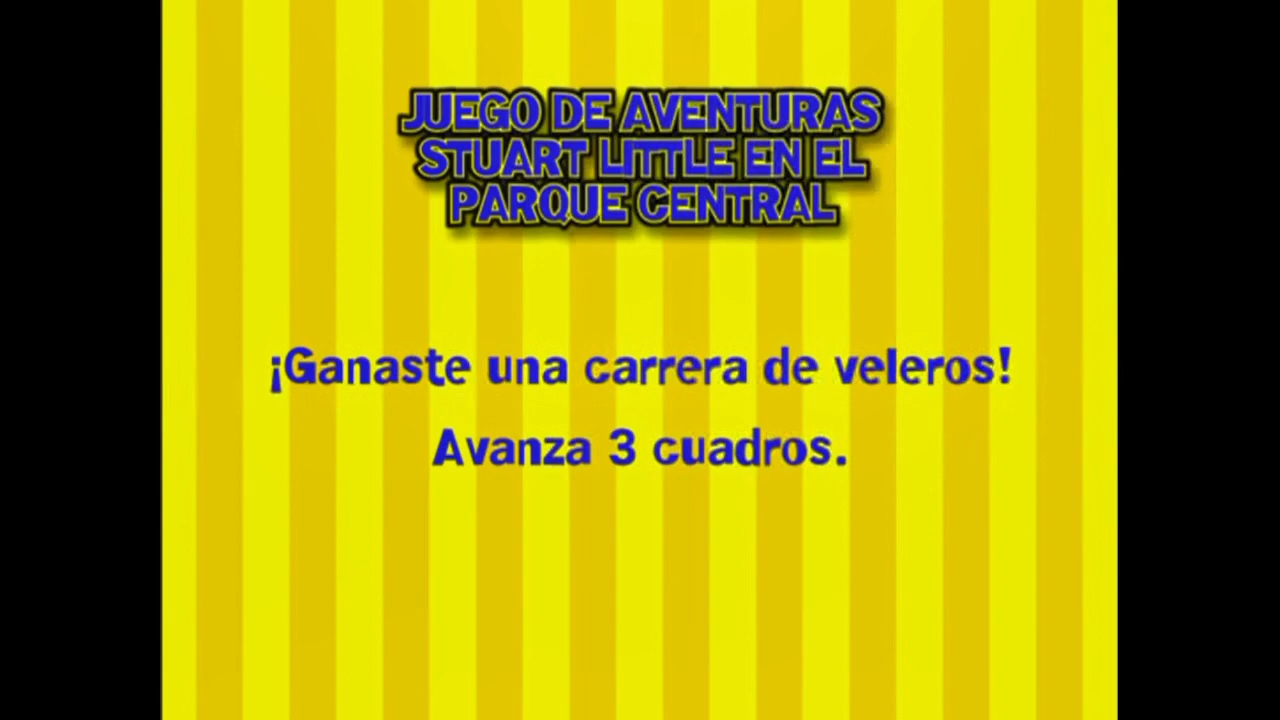 JUEGO DE AVENTURAS
STUART LITTLE EN EL
PARQUE CENTRAL
¡Ganaste una carrera de veleros!
Avanza 3 cuadros.